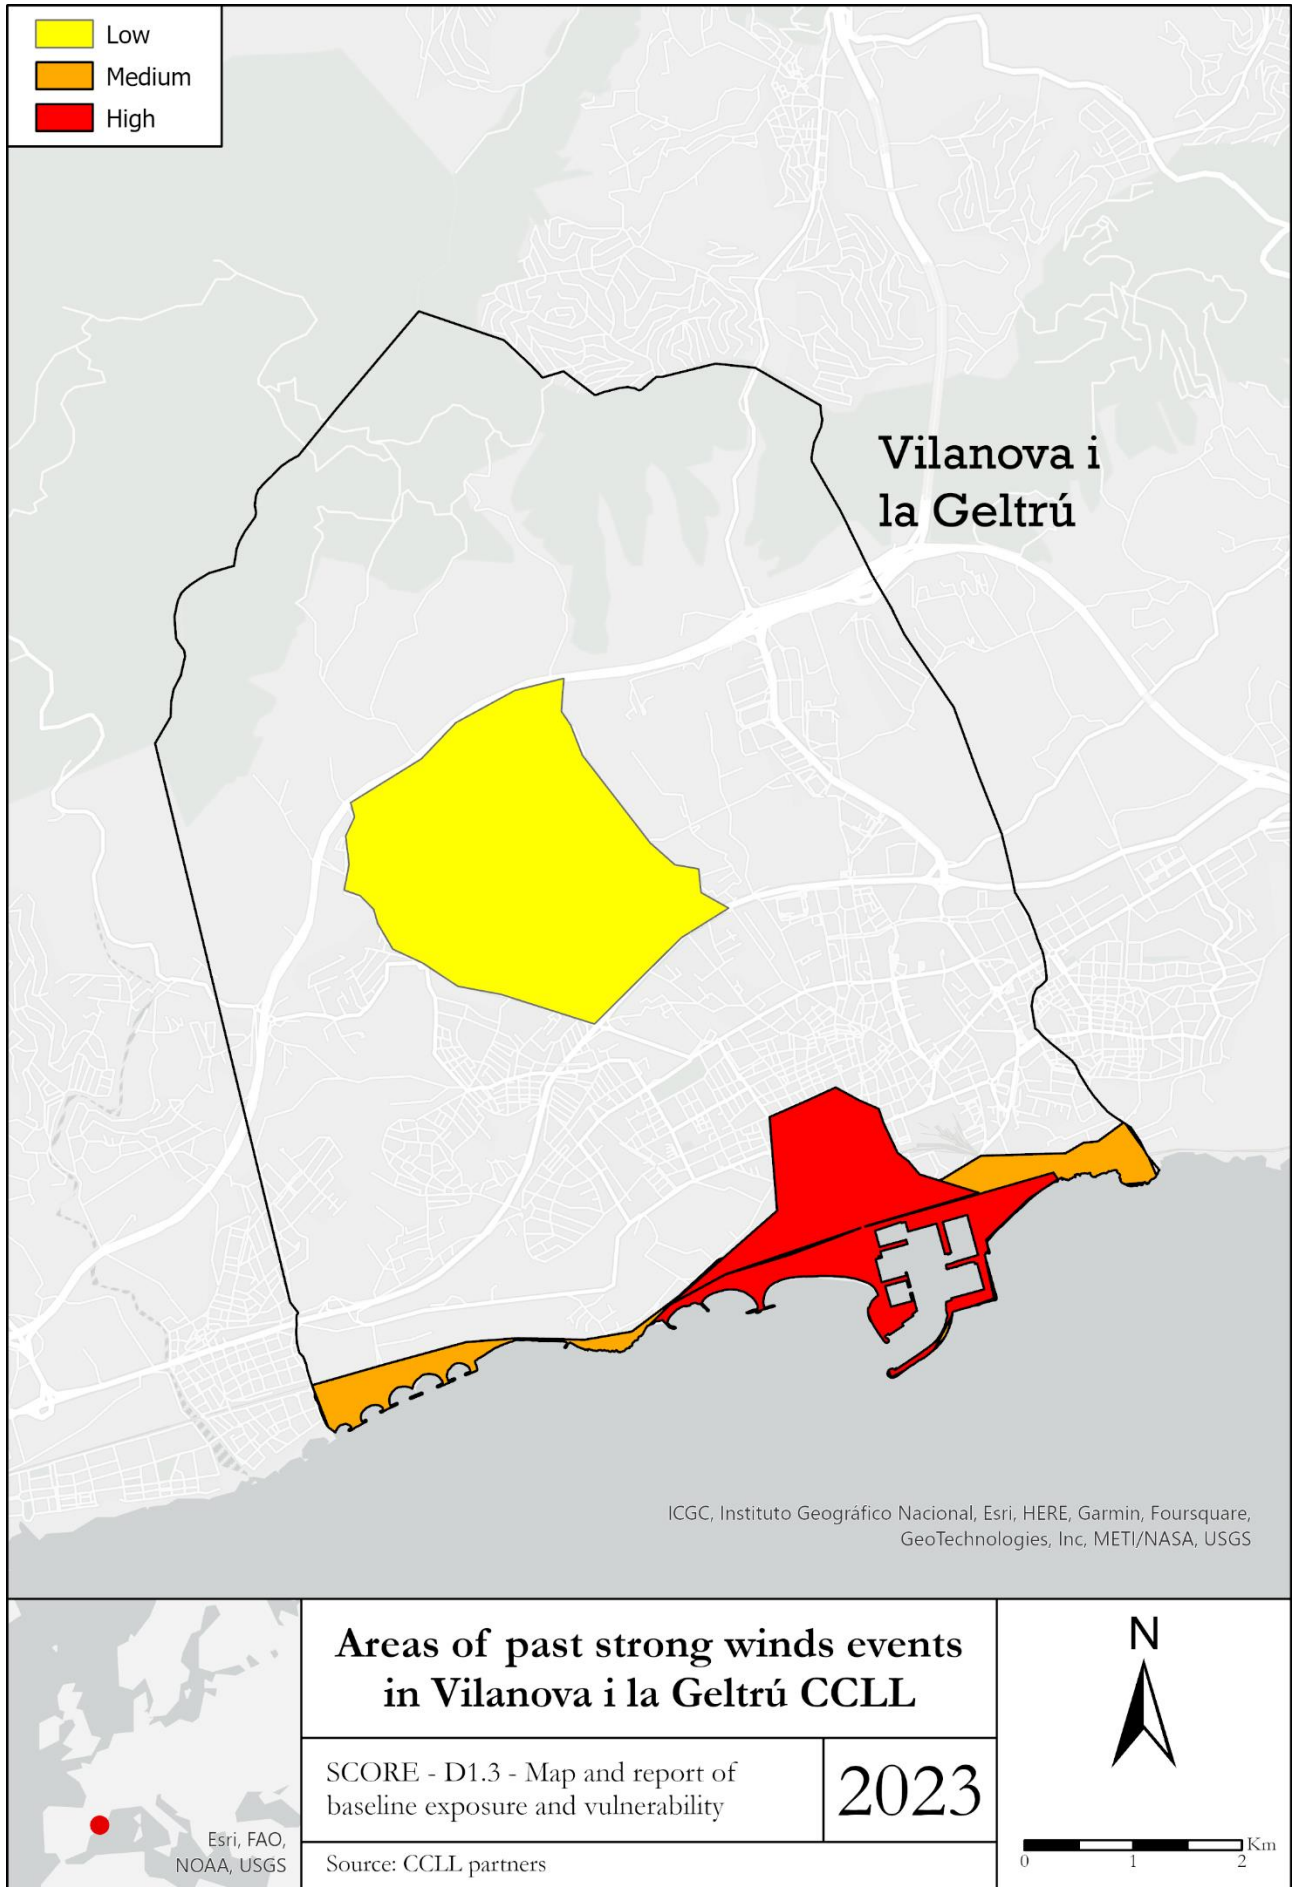 Low
Medium
High
Vilanova i
la Geltrú
ICGC, Instituto Geográfico Nacional, Esri, HERE, Garmin, Foursquare,
GeoTechnologies, Inc, METI/NASA, USGS
Esri, FAO,
NOAA, USGS
Areas of past strong winds events
in Vilanova i la Geltrú CCLL
SCORE - D1.3 - Map and report of
baseline exposure and vulnerability
2023
Source: CCLL partners
N
Km
0 1 2